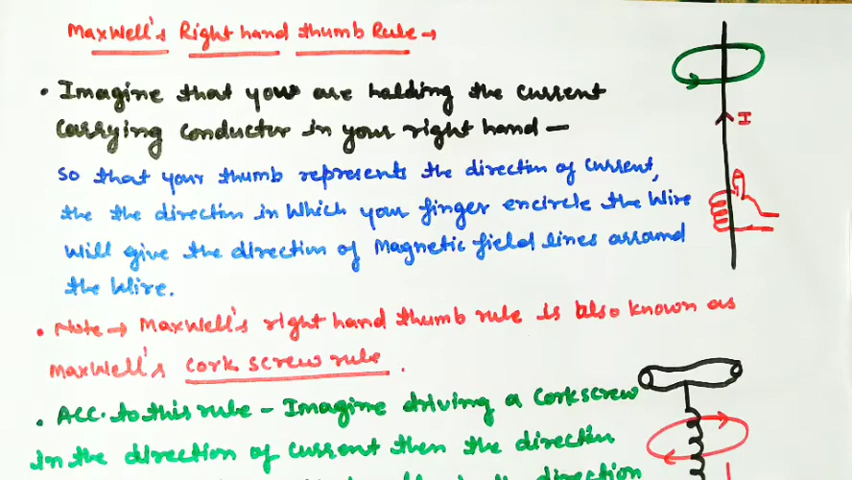 MaxWell's Right hand thumb Rule→
• Imagine that your are holding the current
Carrying conductor in your right hand —
So that your thumb represents the direction of current,
the the direction in which your finger encircle the wire
will give the direction of Magnetic field lines arround
the wire.
I
• Note → MaxWell's right hand thumb rule is also known as
MaxWell's cork screw rule.
• Acc. to this rule - Imagine driving a corkscrew
in the direction of current then the direction
direction